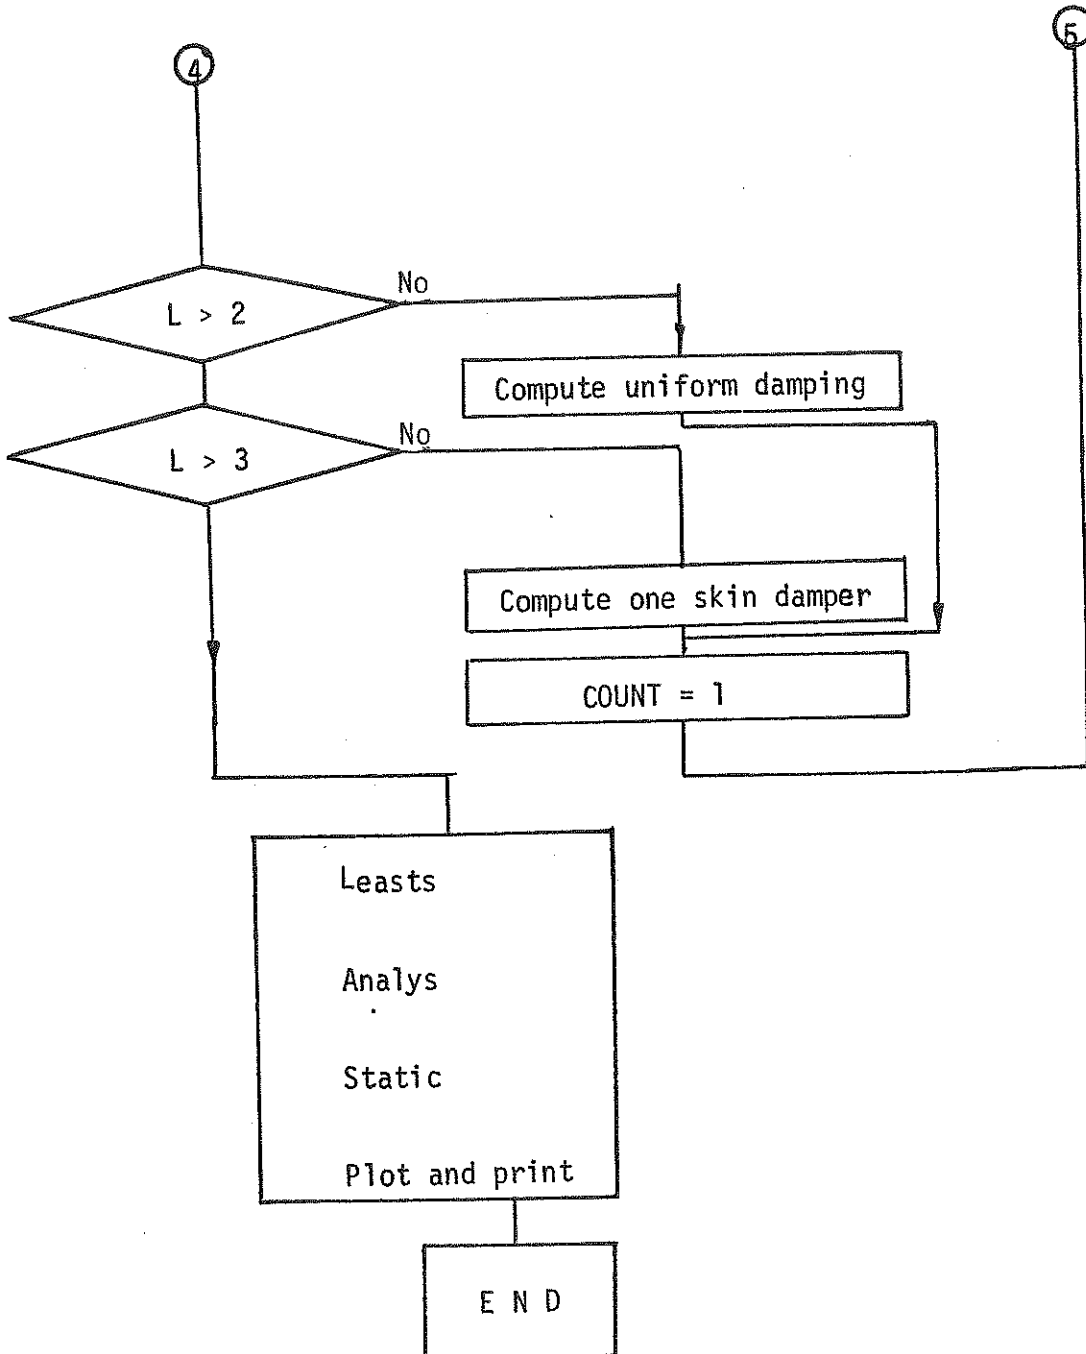 5
4
No
L > 2
Compute uniform damping
No
L > 3
Compute one skin damper
COUNT = 1
Leasts
Analys
Static
Plot and print
E N D